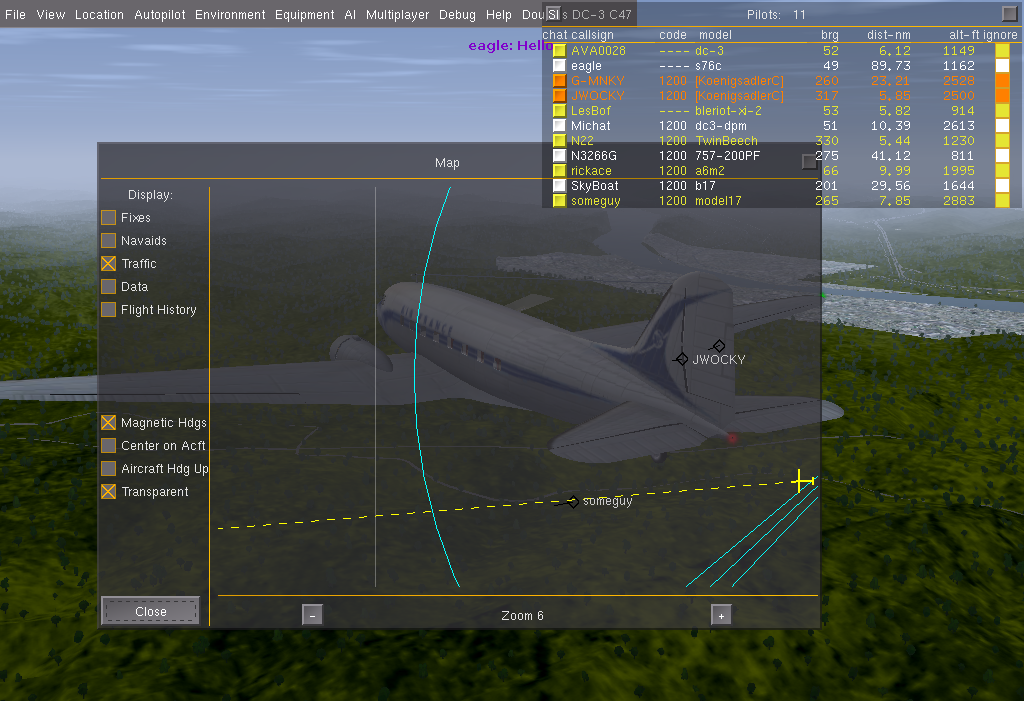 File View Location Autopilot Environment Equipment AI Multiplayer Debug Help Dou s DC-3 C47
SI Pilots: 11
chat callsign code model brg dist-nm alt-ft ignore
eagle: Hello
AVA0028 ---- dc-3 52 6.12 1149
eagle ---- s76c 49 89.73 1162
G-MNKY 1200 [KoenigsadlerC] 260 23.21 2528
JWOCKY 1200 [KoenigsadlerC] 317 5.85 2500
LesBof ---- bleriot-xi-2 53 5.82 914
Michat 1200 dc3-dpm 51 10.39 2613
N22 1200 TwinBeech 330 5.44 1230
N3266G 1200 757-200PF 275 41.12 811
rickace 1200 a6m2 66 9.99 1995
SkyBoat 1200 b17 201 29.56 1644
someguy 1200 model17 265 7.85 2883
Map
Display:
Fixes
Navaids
Traffic
Data
Flight History
Magnetic Hdgs
Center on Acft
Aircraft Hdg Up
Transparent
JWOCKY
someguy
Close
- Zoom 6 +